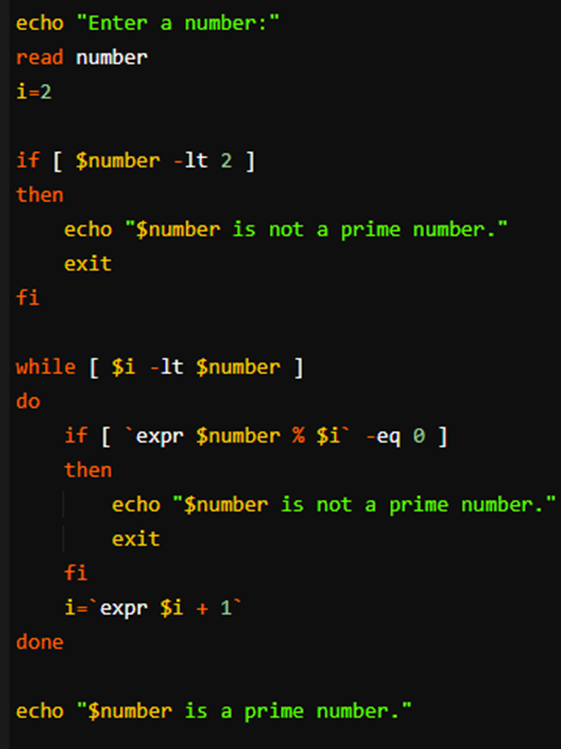 echo "Enter a number:"
read number
i=2
if [ $number -lt 2 ]
then
echo "$number is not a prime number."
exit
fi
while [ $i -lt $number ]
do
if [ `expr $number % $i` -eq 0 ]
then
echo "$number is not a prime number."
exit
fi
i=`expr $i + 1`
done
echo "$number is a prime number."